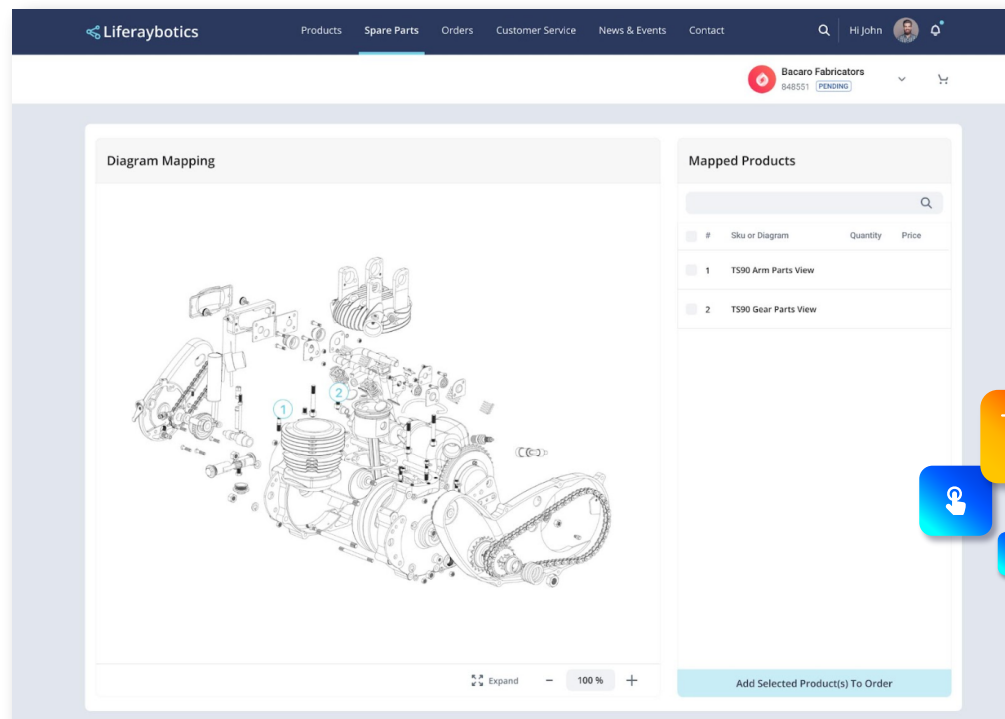 Liferaybotics Products Spare Parts Orders Customer Service News & Events Contact Hi John
Bacaro Fabricators
848551 PENDING
Diagram Mapping
1
2
Expand - 100 % +
Mapped Products
# Sku or Diagram Quantity Price
1 TS90 Arm Parts View
2 TS90 Gear Parts View
Add Selected Product(s) To Order